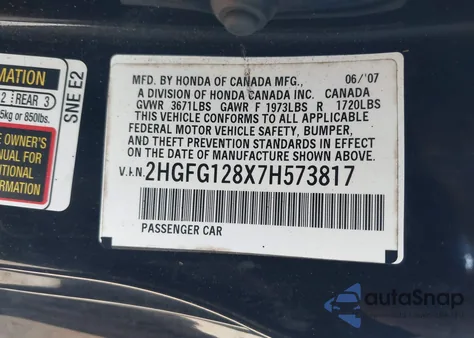 MATION
2 REAR 3
5kg or 850lbs.
OWNER'S
NUAL FOR
ITIONAL
ORMATION
SNE E2
MFD. BY HONDA OF CANADA MFG., 06/'07
A DIVISION OF HONDA CANADA INC. CANADA
GVWR 3671LBS GAWR F 1973LBS R 1720LBS
THIS VEHICLE CONFORMS TO ALL APPLICABLE
FEDERAL MOTOR VEHICLE SAFETY, BUMPER,
AND THEFT PREVENTION STANDARDS IN EFFECT
ON THE DATE OF MANUFACTURE SHOWN ABOVE.
V.I.N. 2HGFG128X7H573817
PASSENGER CAR
autoSnap